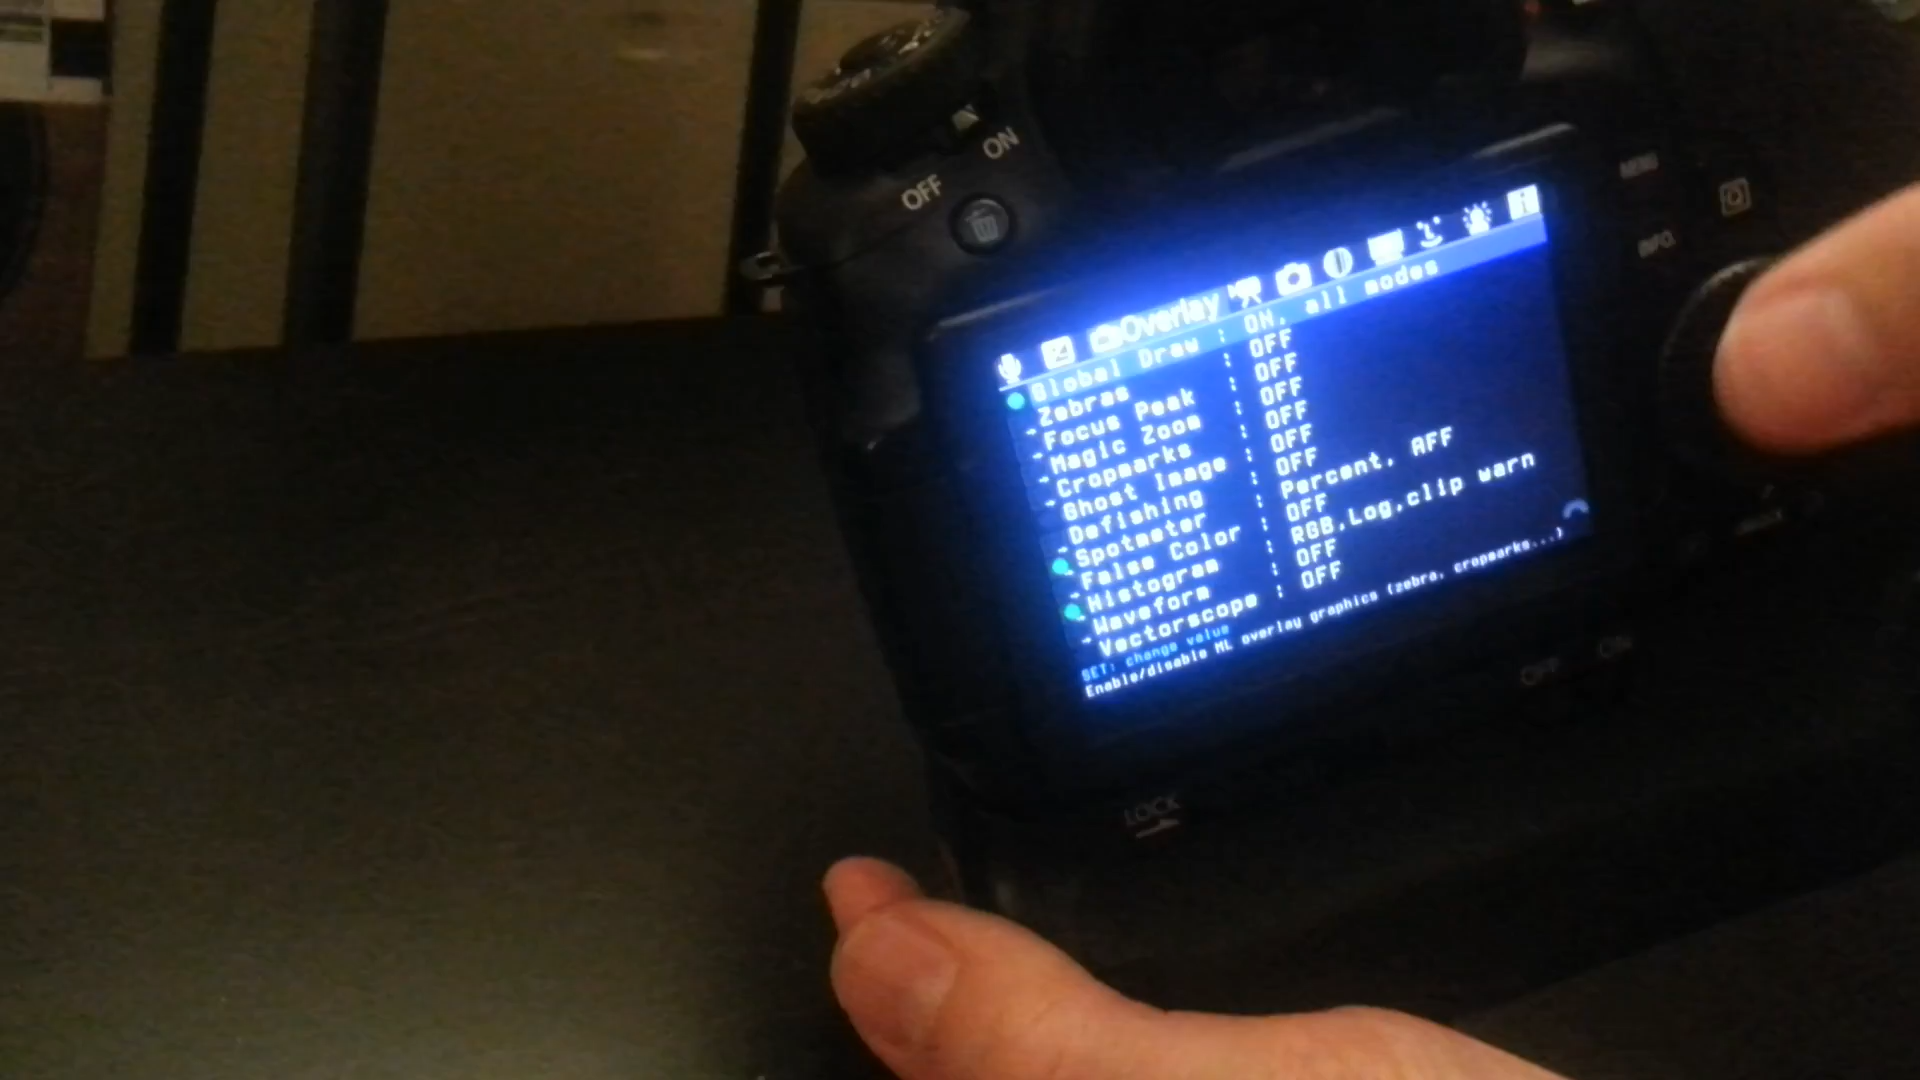 ON
OFF
MENU
INFO.
Overlay
Global Draw : ON, all modes
Zebras : OFF
Focus Peak : OFF
Magic Zoom : OFF
Cropmarks : OFF
Ghost Image : OFF
Defishing : OFF
Spotmeter : Percent, AFF
False Color : OFF
Histogram : RGB,Log,clip warn
Waveform : OFF
Vectorscope : OFF
SET: change value
Enable/disable ML overlay graphics (zebra, cropmarks...)
OFF ON
LOCK